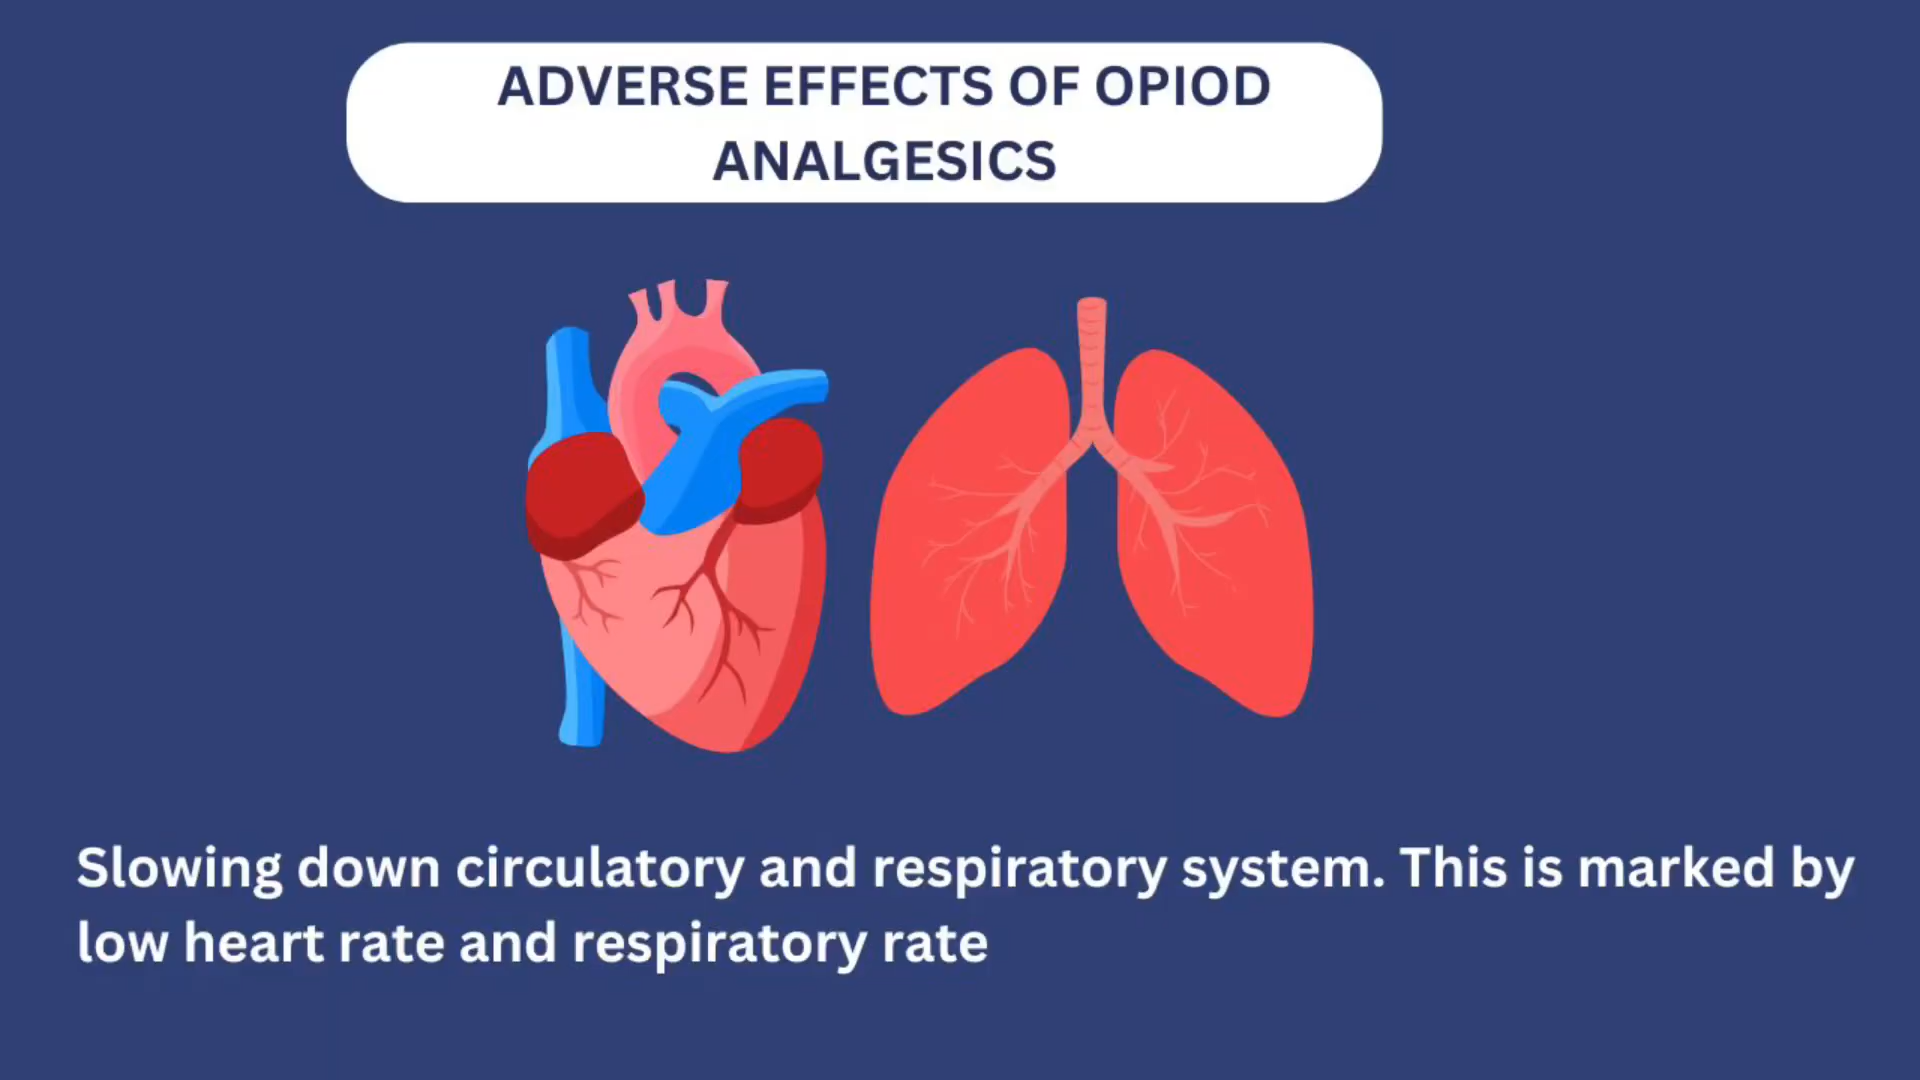 ADVERSE EFFECTS OF OPIOD
ANALGESICS
Slowing down circulatory and respiratory system. This is marked by
low heart rate and respiratory rate